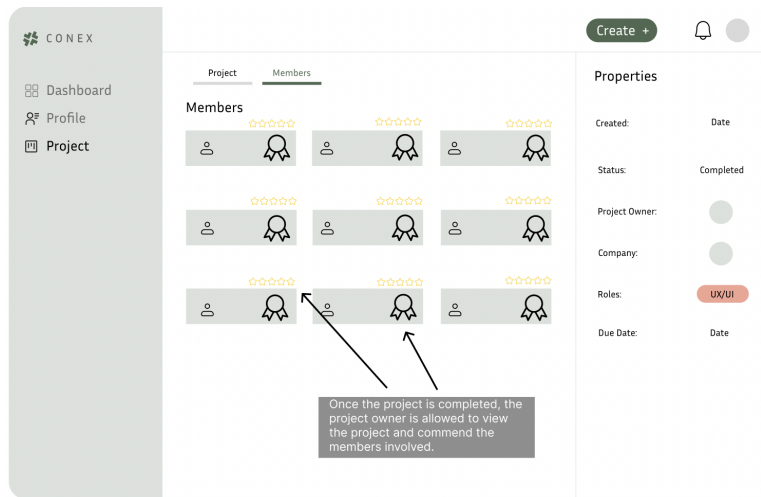 CONEX
Create +
Dashboard
Profile
Project
Project
Members
Members
Properties
Created:
Date
Status:
Completed
Project Owner:
Company:
Roles:
UX/UI
Due Date:
Date
Once the project is completed, the
project owner is allowed to view
the project and commend the
members involved.